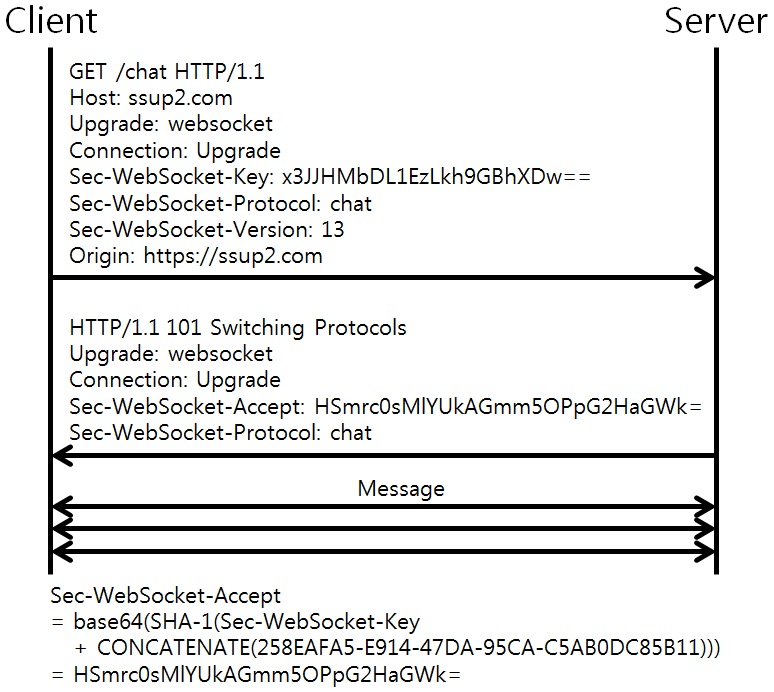 Client
Server
GET /chat HTTP/1.1
Host: ssup2.com
Upgrade: websocket
Connection: Upgrade
Sec-WebSocket-Key: x3JJHMbDL1EzLkh9GBhXDw==
Sec-WebSocket-Protocol: chat
Sec-WebSocket-Version: 13
Origin: https://ssup2.com
HTTP/1.1 101 Switching Protocols
Upgrade: websocket
Connection: Upgrade
Sec-WebSocket-Accept: HSmrc0sMlYUkAGmm5OPpG2HaGWk=
Sec-WebSocket-Protocol: chat
Message
Sec-WebSocket-Accept
= base64(SHA-1(Sec-WebSocket-Key
+ CONCATENATE(258EAFA5-E914-47DA-95CA-C5AB0DC85B11)))
= HSmrc0sMlYUkAGmm5OPpG2HaGWk=